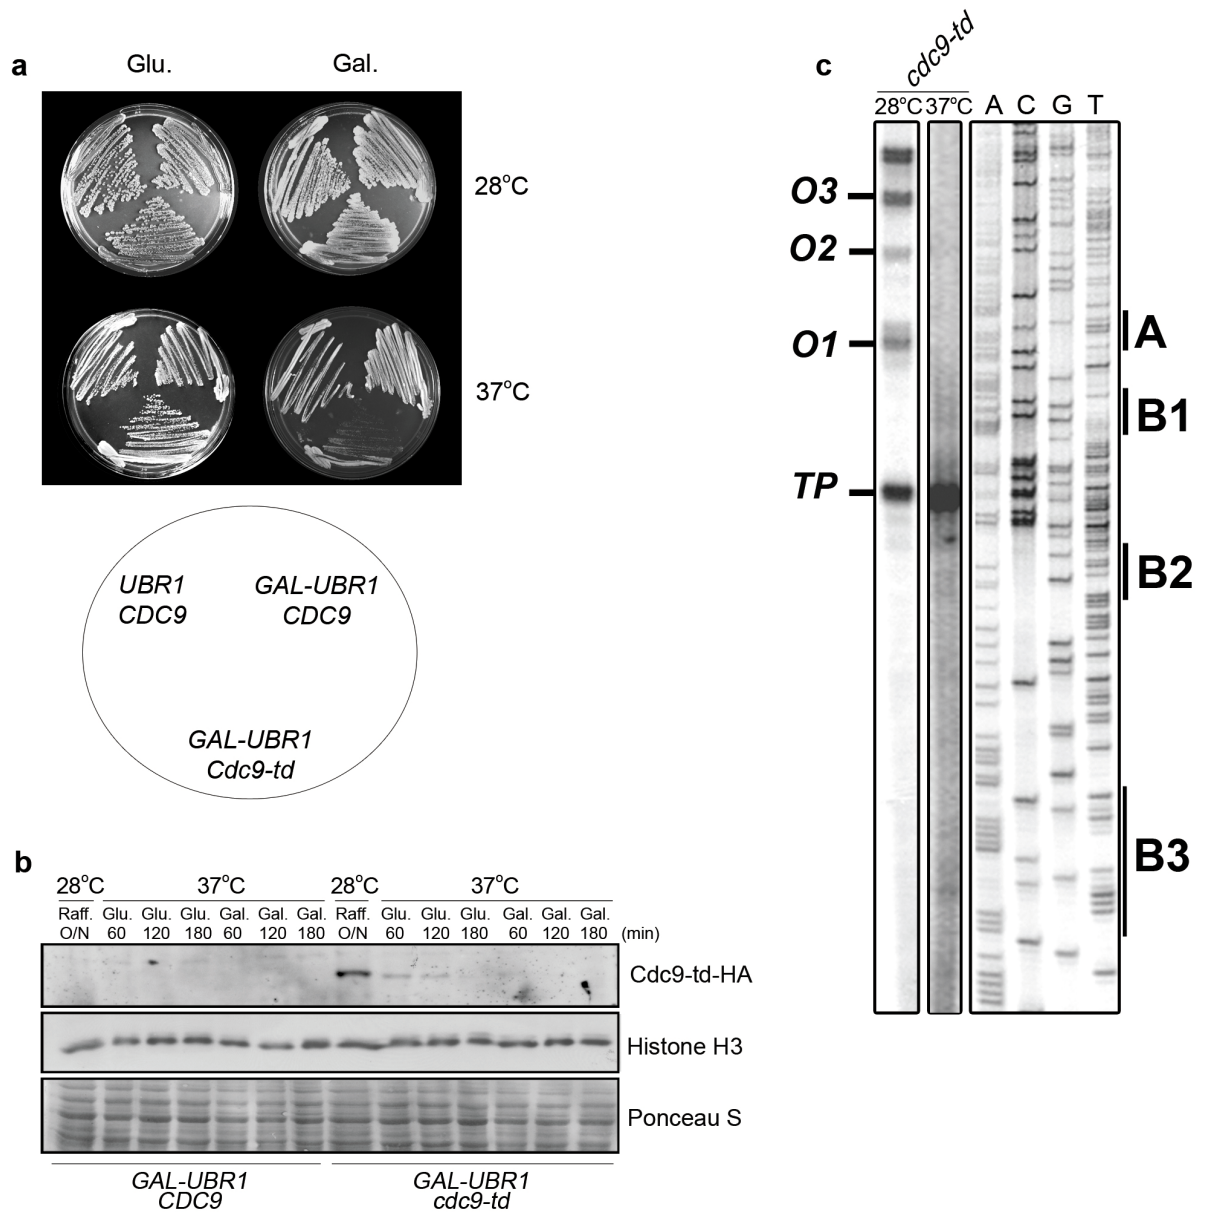 a
Glu. Gal.
28°C
37°C
UBR1 GAL-UBR1
CDC9 CDC9
GAL-UBR1
Cdc9-td
b
28°C 37°C 28°C 37°C
Raff. Glu. Glu. Glu. Gal. Gal. Gal. Raff. Glu. Glu. Glu. Gal. Gal. Gal.
O/N 60 120 180 60 120 180 O/N 60 120 180 60 120 180 (min)
Cdc9-td-HA
Histone H3
Ponceau S
GAL-UBR1 GAL-UBR1
CDC9 cdc9-td
c
cdc9-td
28°C 37°C A C G T
O3
O2
O1
TP
A
B1
B2
B3